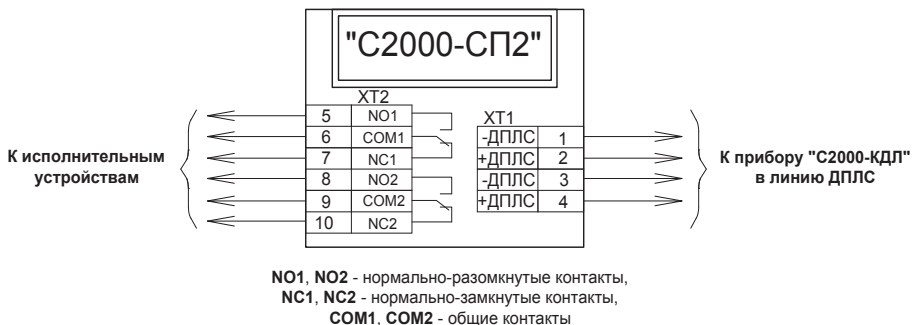 "С2000-СП2"
XT2
5 NO1
6 COM1
7 NC1
8 NO2
9 COM2
10 NC2
XT1
-ДПЛС 1
+ДПЛС 2
-ДПЛС 3
+ДПЛС 4
К исполнительным
устройствам
К прибору "С2000-КДЛ"
в линию ДПЛС
NO1, NO2 - нормально-разомкнутые контакты,
NC1, NC2 - нормально-замкнутые контакты,
COM1, COM2 - общие контакты